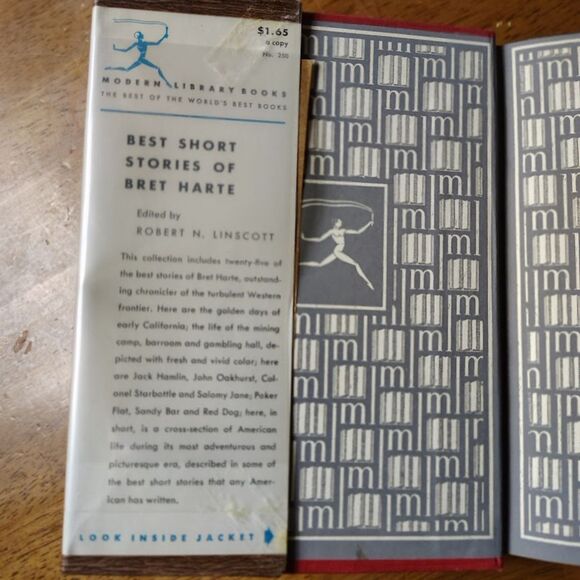 $1.65
a copy
No. 250
MODERN LIBRARY BOOKS
THE BEST OF THE WORLD'S BEST BOOKS
BEST SHORT
STORIES OF
BRET HARTE
Edited by
ROBERT N. LINSCOTT
This collection includes twenty-five of
the best stories of Bret Harte, outstand-
ing chronicler of the turbulent Western
frontier. Here are the golden days of
early California; the life of the mining
camp, barroom and gambling hall, de-
picted with fresh and vivid color; here
are Jack Hamlin, John Oakhurst, Col-
onel Starbottle and Salomy Jane; Poker
Flat, Sandy Bar and Red Dog; here, in
short, is a cross-section of American
life during its most adventurous and
picturesque era, described in some of
the best short stories that any Amer-
ican has written.
LOOK INSIDE JACKET